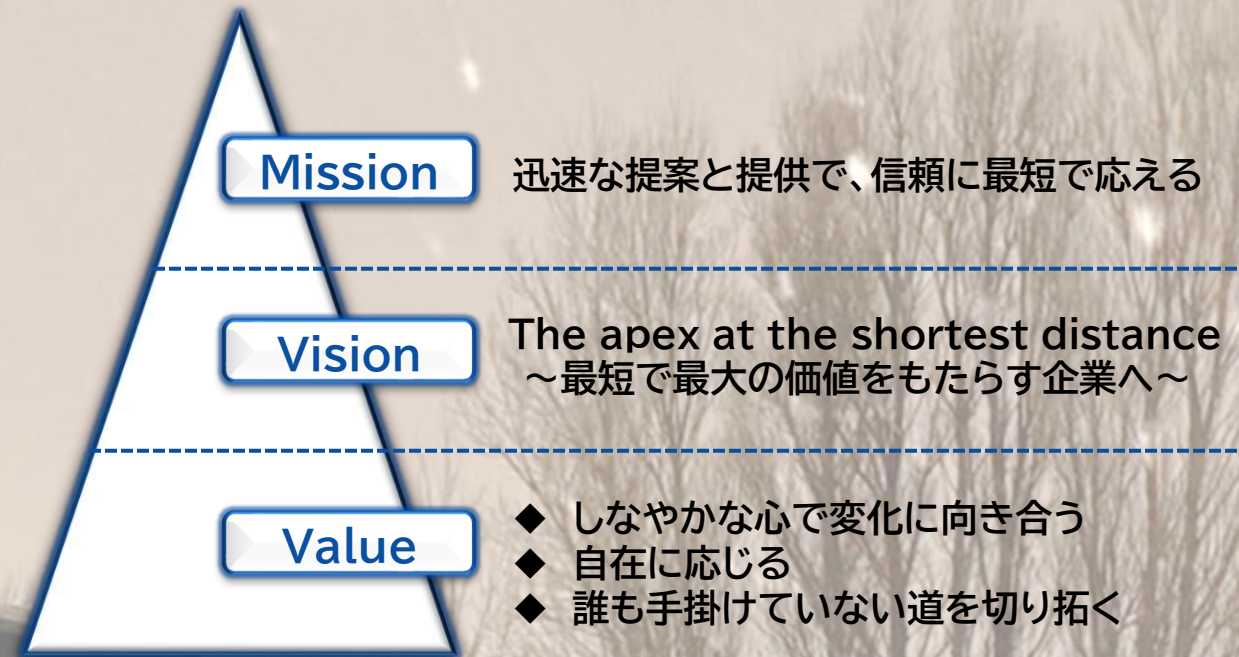 Mission
迅速な提案と提供で、信頼に最短で応える
Vision
The apex at the shortest distance
～最短で最大の価値をもたらす企業へ～
Value
◆ しなやかな心で変化に向き合う
◆ 自在に応じる
◆ 誰も手掛けていない道を切り拓く